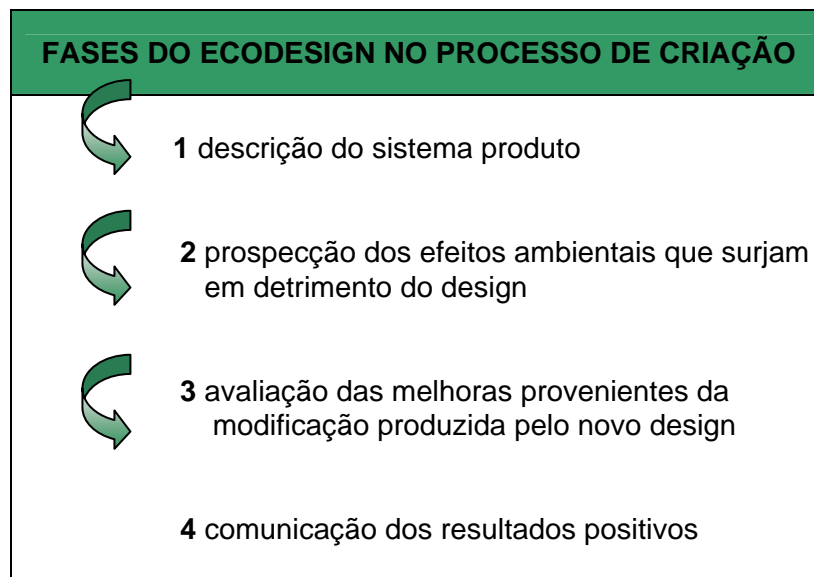 FASES DO ECODESIGN NO PROCESSO DE CRIAÇÃO
1 descrição do sistema produto
2 prospecção dos efeitos ambientais que surjam
em detrimento do design
3 avaliação das melhoras provenientes da
modificação produzida pelo novo design
4 comunicação dos resultados positivos